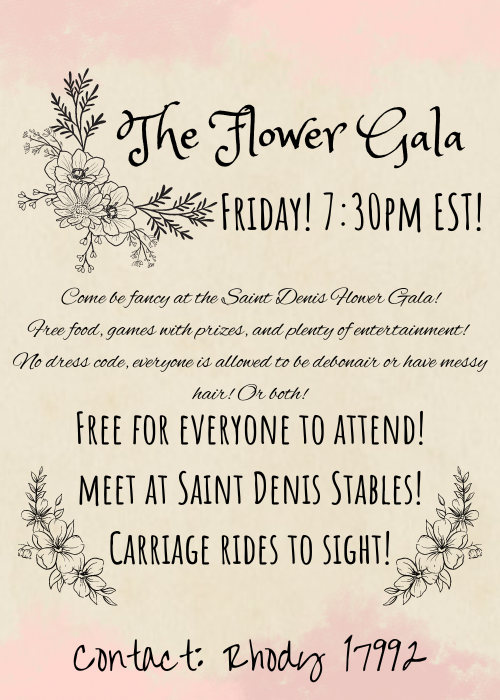 The Flower Gala
Friday! 7:30pm EST!
Come be fancy at the Saint Denis Flower Gala!
Free food, games with prizes, and plenty of entertainment!
No dress code, everyone is allowed to be debonair or have messy
hair! Or both!
Free for everyone to attend!
meet at Saint Denis Stables!
Carriage rides to sight!
Contact: Rhody 17992